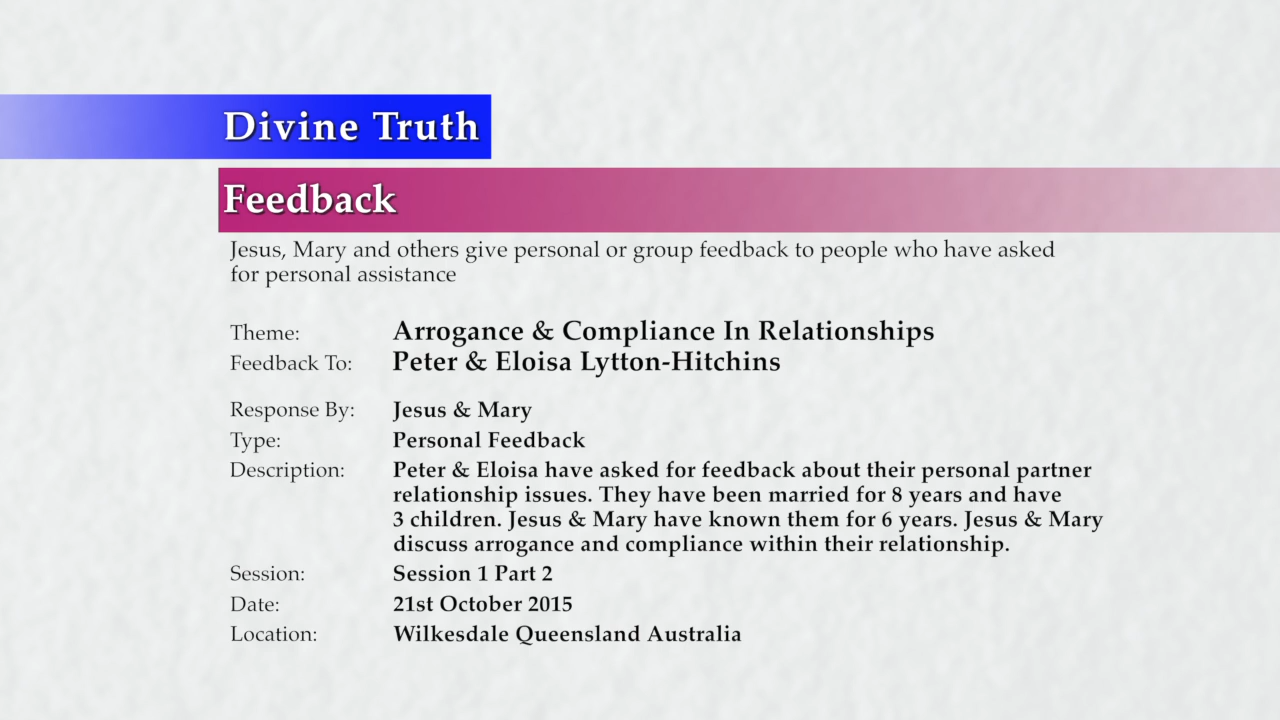 Divine Truth
Feedback
Jesus, Mary and others give personal or group feedback to people who have asked
for personal assistance
Theme: Arrogance & Compliance In Relationships
Feedback To: Peter & Eloisa Lytton-Hitchins
Response By: Jesus & Mary
Type: Personal Feedback
Description: Peter & Eloisa have asked for feedback about their personal partner
relationship issues. They have been married for 8 years and have
3 children. Jesus & Mary have known them for 6 years. Jesus & Mary
discuss arrogance and compliance within their relationship.
Session: Session 1 Part 2
Date: 21st October 2015
Location: Wilkesdale Queensland Australia